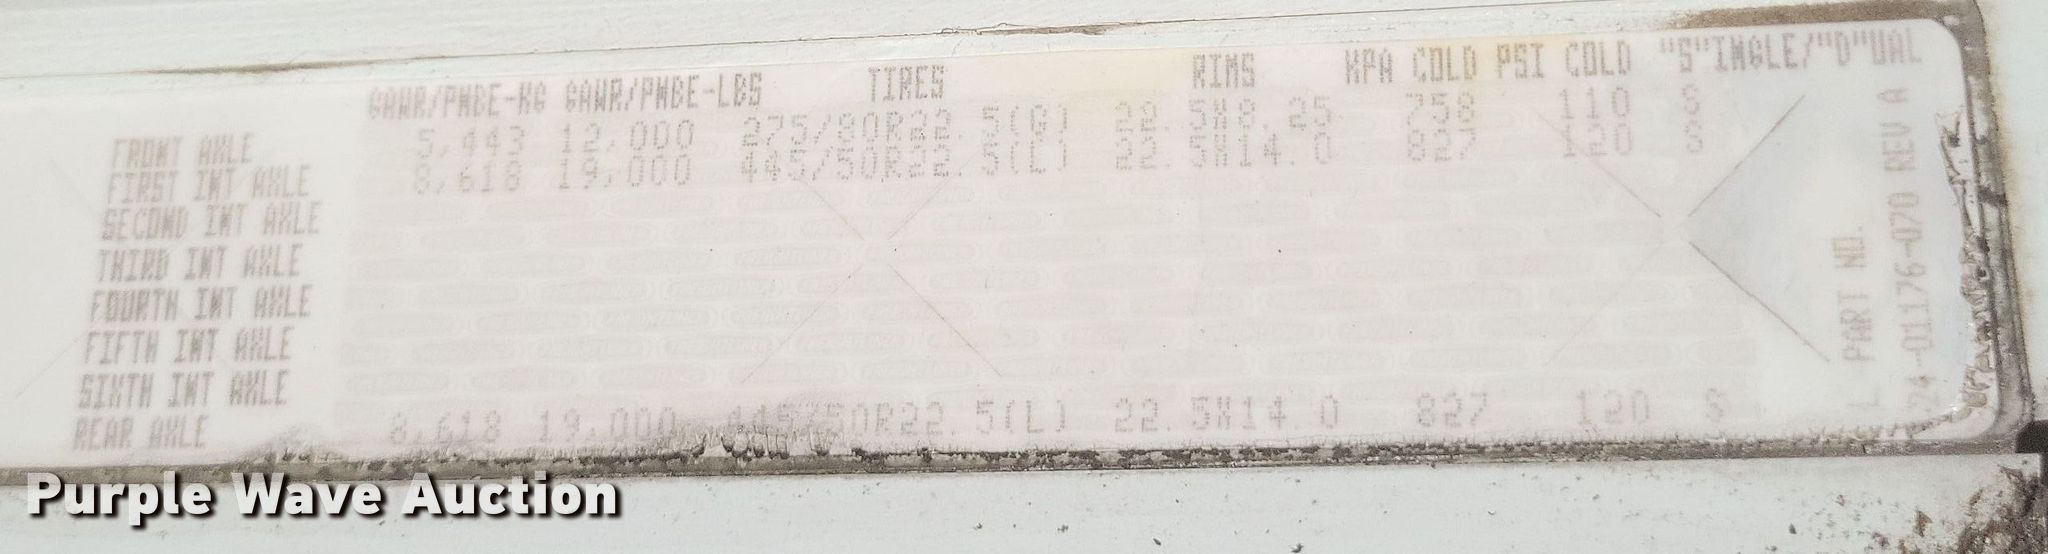 GAWR/PNBE-KG GAWR/PNBE-LBS TIRES RIMS KPA COLD PSI COLD "S"INGLE/"D"UAL
FRONT AXLE 5,443 12,000 275/80R22.5(G) 22.5X8.25 758 110 S
FIRST INT AXLE 8,618 19,000 445/50R22.5(L) 22.5X14.0 827 120 S
SECOND INT AXLE
THIRD INT AXLE
FOURTH INT AXLE
FIFTH INT AXLE
SIXTH INT AXLE
REAR AXLE 8,618 19,000 445/50R22.5(L) 22.5X14.0 827 120 S
PART NO.
24-01176-070 REV A
Purple Wave Auction